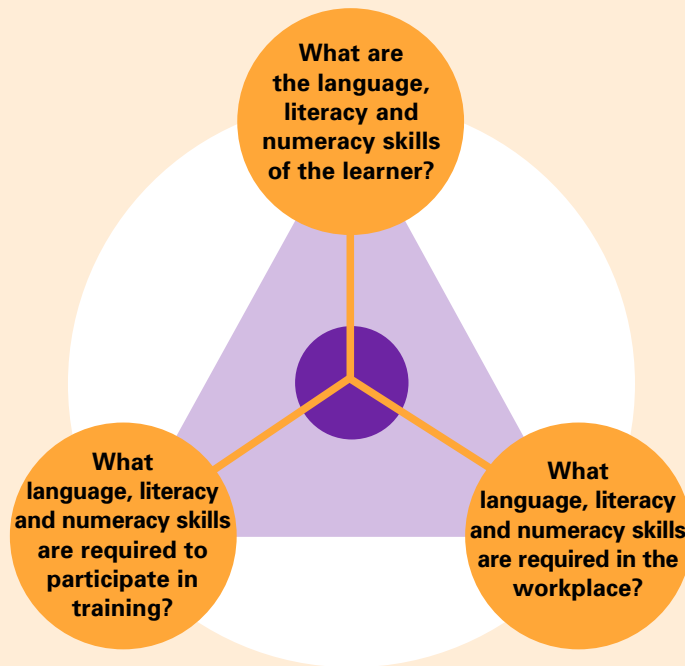 What are
the language,
literacy and
numeracy skills
of the learner?
What
language, literacy
and numeracy skills
are required to
participate in
training?
What
language, literacy
and numeracy skills
are required in the
workplace?